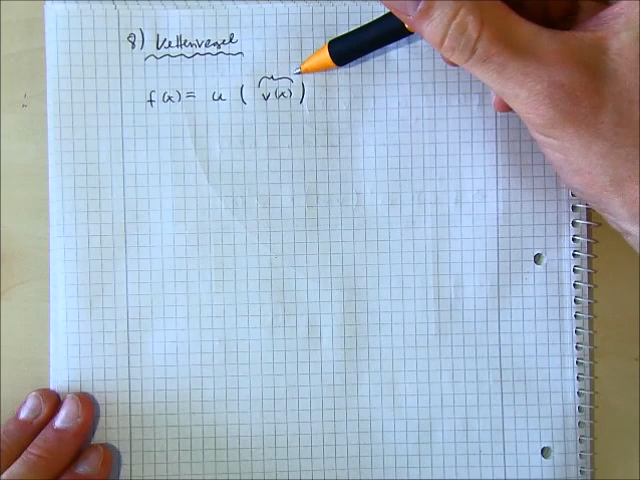 8) Kettenregel
f(x) = u ( v(x) )